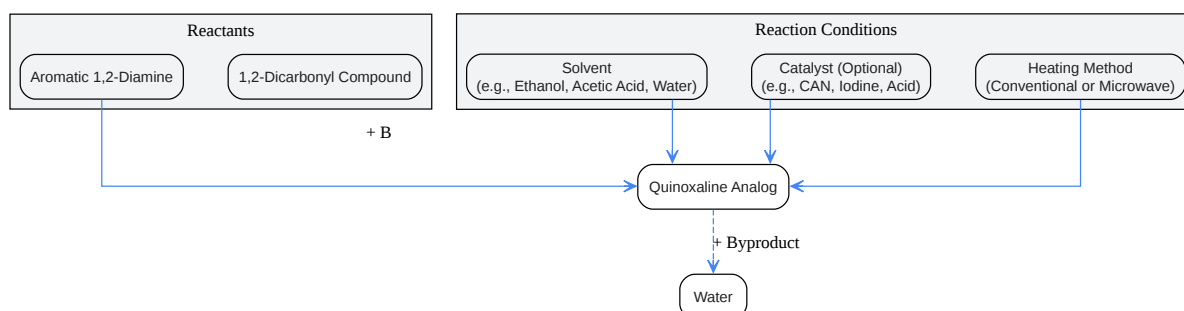 Reactants
Aromatic 1,2-Diamine
1,2-Dicarbonyl Compound
Reaction Conditions
Solvent
(e.g., Ethanol, Acetic Acid, Water)
Catalyst (Optional)
(e.g., CAN, Iodine, Acid)
Heating Method
(Conventional or Microwave)
+ B
Quinoxaline Analog
+ Byproduct
Water